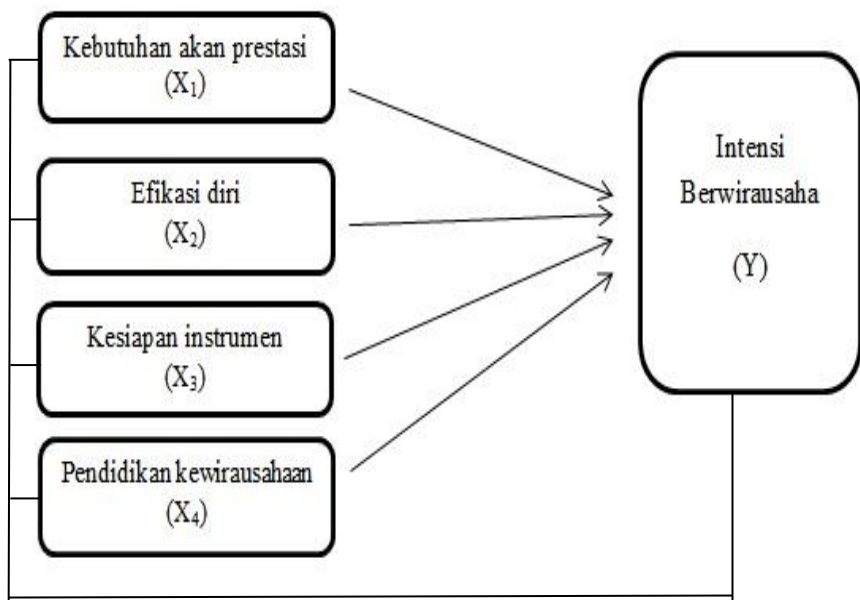 Kebutuhan akan prestasi
(X₁)
Efikasi diri
(X₂)
Kesiapan instrumen
(X₃)
Pendidikan kewirausahaan
(X₄)
Intensi
Berwirausaha
(Y)